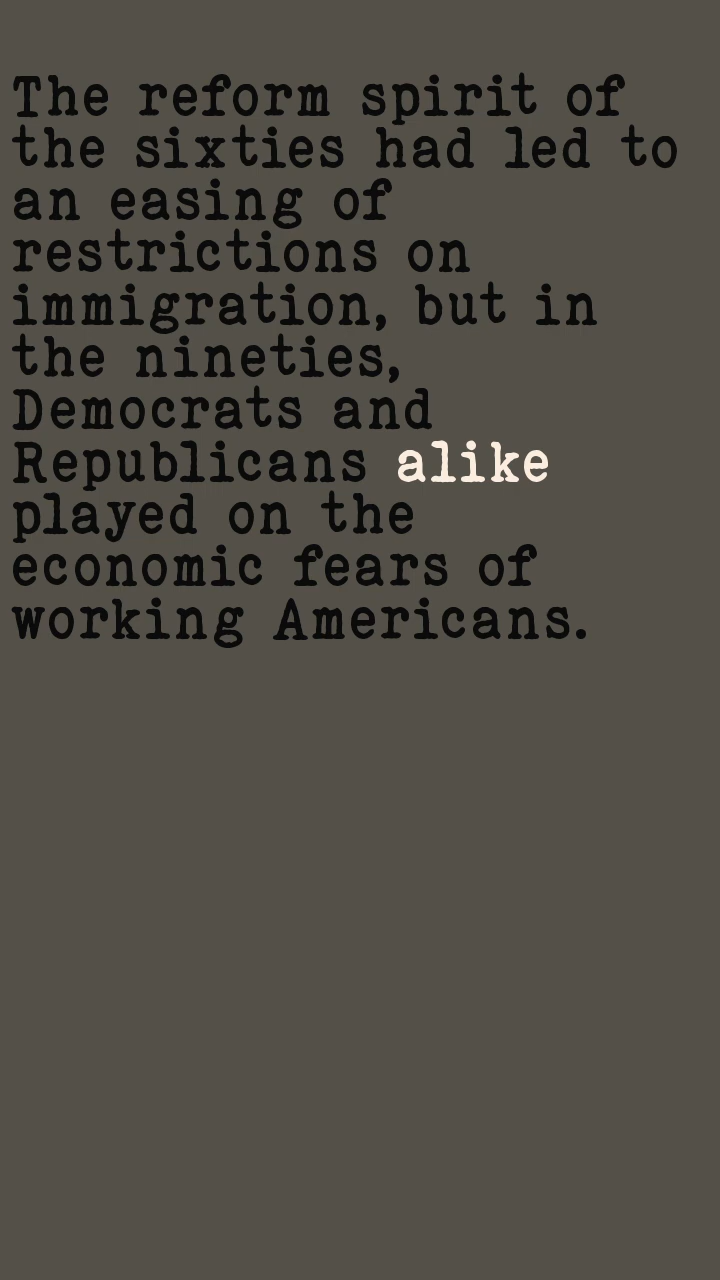 The reform spirit of
the sixties had led to
an easing of
restrictions on
immigration, but in
the nineties,
Democrats and
Republicans alike
played on the
economic fears of
working Americans.